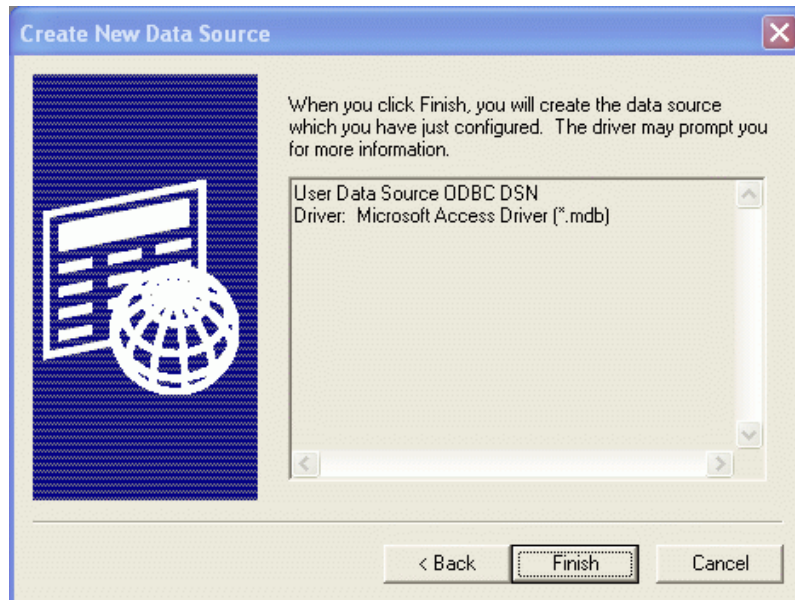 Create New Data Source
When you click Finish, you will create the data source
which you have just configured. The driver may prompt you
for more information.
User Data Source ODBC DSN
Driver: Microsoft Access Driver (*.mdb)
< Back
Finish
Cancel